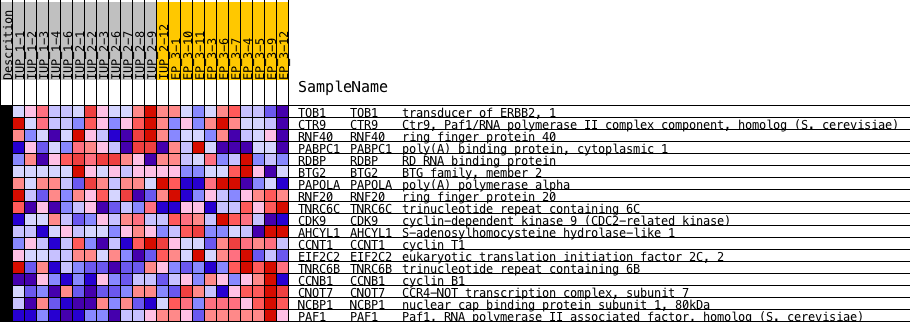 Descrition
IUP_1-1
IUP_1-2
IUP_1-3
IUP_1-4
IUP_1-6
IUP_2-1
IUP_2-2
IUP_2-3
IUP_2-6
IUP_2-7
IUP_2-8
IUP_2-9
IUP_2-12
EP_3-1
EP_3-10
EP_3-11
EP_3-3
EP_3-6
EP_3-7
EP_3-4
EP_3-5
EP_3-9
EP_3-12
SampleName
TOB1 TOB1 transducer of ERBB2, 1
CTR9 CTR9 Ctr9, Paf1/RNA polymerase II complex component, homolog (S. cerevisiae)
RNF40 RNF40 ring finger protein 40
PABPC1 PABPC1 poly(A) binding protein, cytoplasmic 1
RDBP RDBP RD RNA binding protein
BTG2 BTG2 BTG family, member 2
PAPOLA PAPOLA poly(A) polymerase alpha
RNF20 RNF20 ring finger protein 20
TNRC6C TNRC6C trinucleotide repeat containing 6C
CDK9 CDK9 cyclin-dependent kinase 9 (CDC2-related kinase)
AHCYL1 AHCYL1 S-adenosylhomocysteine hydrolase-like 1
CCNT1 CCNT1 cyclin T1
EIF2C2 EIF2C2 eukaryotic translation initiation factor 2C, 2
TNRC6B TNRC6B trinucleotide repeat containing 6B
CCNB1 CCNB1 cyclin B1
CNOT7 CNOT7 CCR4-NOT transcription complex, subunit 7
NCBP1 NCBP1 nuclear cap binding protein subunit 1, 80kDa
PAF1 PAF1 Paf1, RNA polymerase II associated factor, homolog (S. cerevisiae)